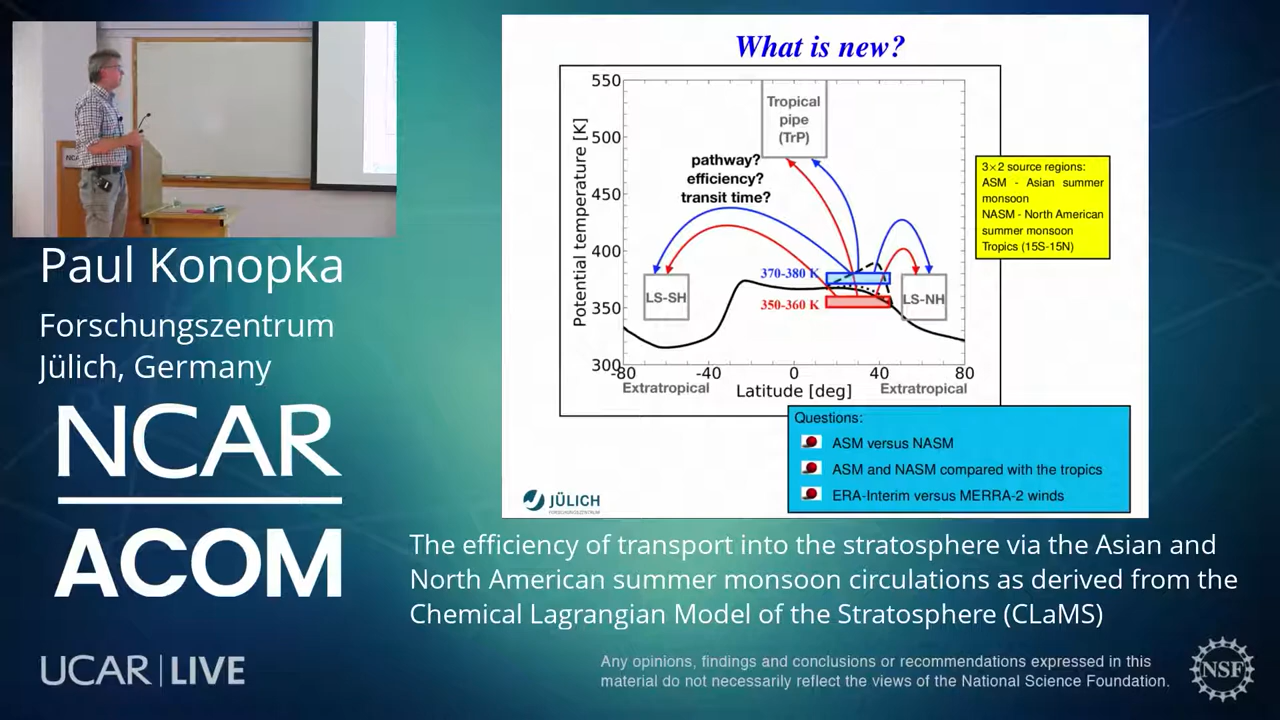 What is new?
550
500
450
400
350
300
Potential temperature [K]
Tropical
pipe
(TrP)
pathway?
efficiency?
transit time?
370-380 K
350-360 K
LS-SH
LS-NH
-80
-40
0
40
80
Extratropical
Latitude [deg]
Extratropical
3×2 source regions:
ASM - Asian summer
monsoon
NASM - North American
summer monsoon
Tropics (15S-15N)
Questions:
ASM versus NASM
ASM and NASM compared with the tropics
ERA-Interim versus MERRA-2 winds
JÜLICH
FORSCHUNGSZENTRUM
Paul Konopka
Forschungszentrum
Jülich, Germany
NCAR
ACOM
UCAR | LIVE
The efficiency of transport into the stratosphere via the Asian and
North American summer monsoon circulations as derived from the
Chemical Lagrangian Model of the Stratosphere (CLaMS)
Any opinions, findings and conclusions or recommendations expressed in this
material do not necessarily reflect the views of the National Science Foundation.
NSF